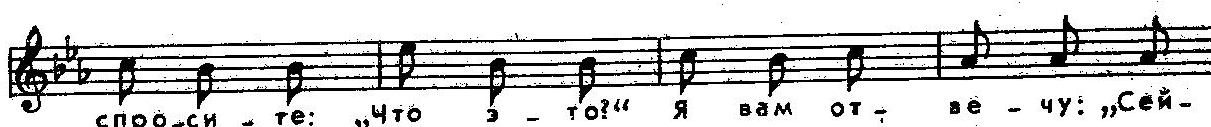 спро-си - те: „Что э - то?“ Я вам от - ве - чу: „Сей-